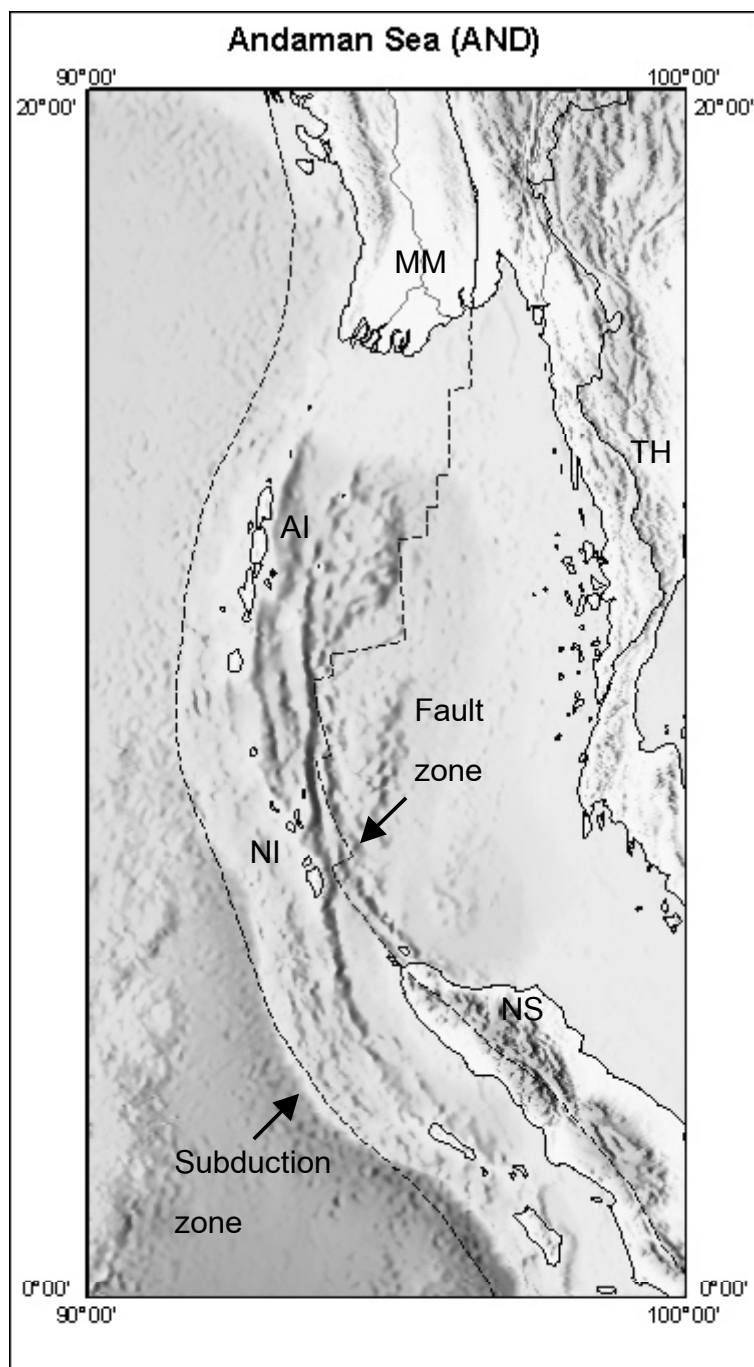 Andaman Sea (AND)
90°00' 100°00'
20°00' 20°00'
MM
TH
AI
Fault
zone
NI
NS
Subduction
zone
0°00' 0°00'
90°00' 100°00'